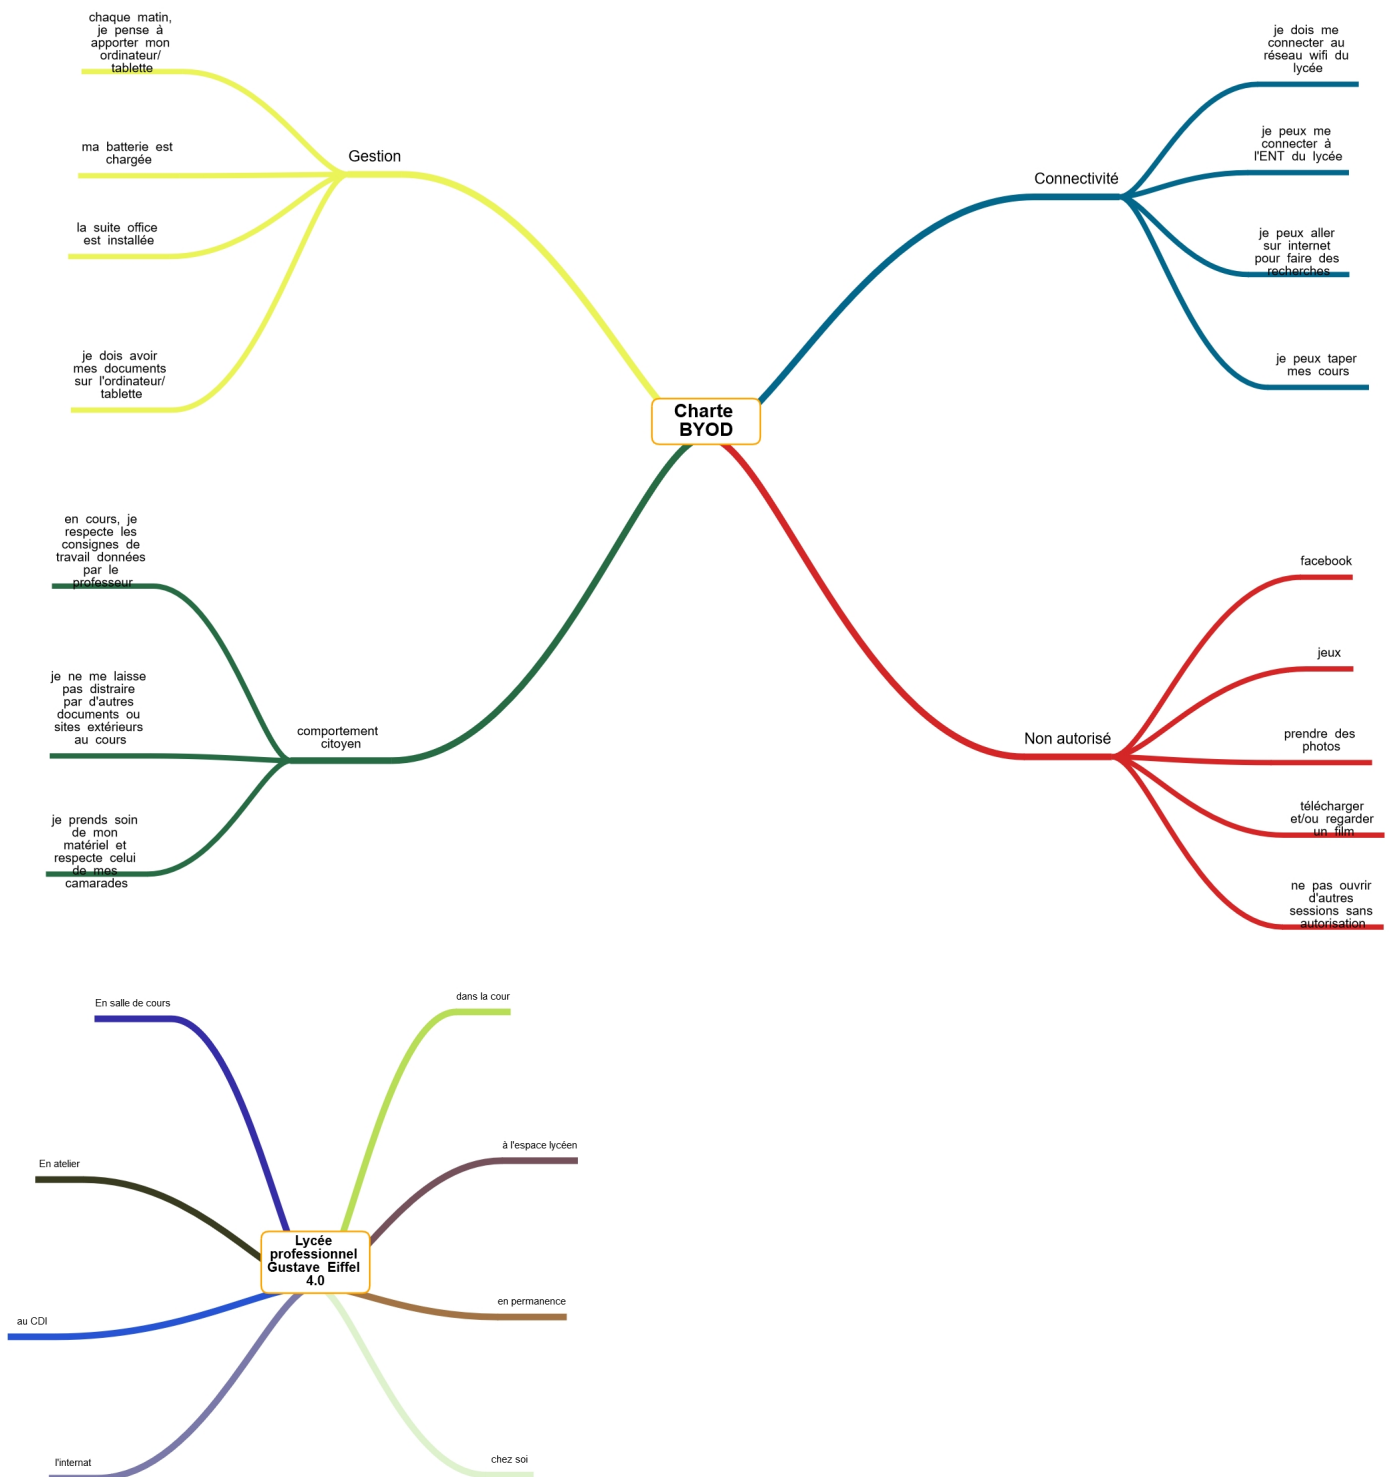 chaque matin,
je pense à
apporter mon
ordinateur/
tablette
ma batterie est
chargée
Gestion
la suite office
est installée
je dois avoir
mes documents
sur l'ordinateur/
tablette
je dois me
connecter au
réseau wifi du
lycée
je peux me
connecter à
l'ENT du lycée
Connectivité
je peux aller
sur internet
pour faire des
recherches
je peux taper
mes cours
Charte
BYOD
en cours, je
respecte les
consignes de
travail données
par le
professeur
je ne me laisse
pas distraire
par d'autres
documents ou
sites extérieurs
au cours
comportement
citoyen
je prends soin
de mon
matériel et
respecte celui
de mes
camarades
facebook
jeux
Non autorisé
prendre des
photos
télécharger
et/ou regarder
un film
ne pas ouvrir
d'autres
sessions sans
autorisation
En salle de cours
dans la cour
En atelier
à l'espace lycéen
Lycée
professionnel
Gustave Eiffel
4.0
au CDI
en permanence
l'internat
chez soi